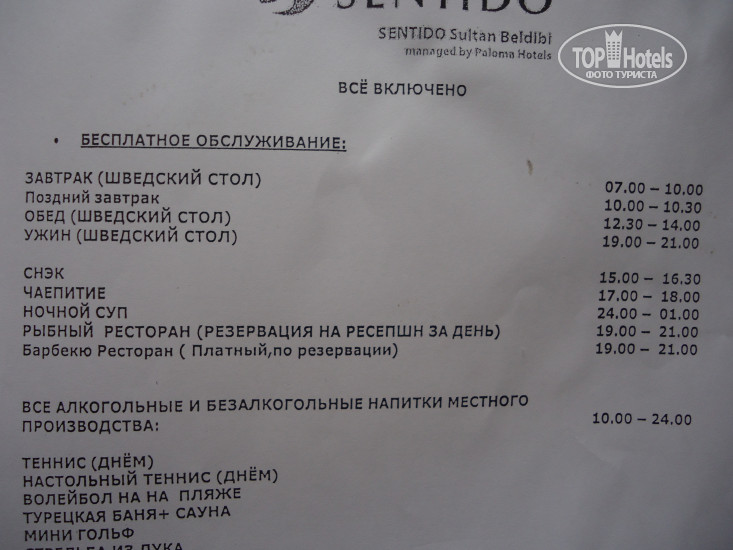 SENTIDO
SENTIDO Sultan Beldibi
managed by Paloma Hotels
TOP Hotels
ФОТО ТУРИСТА
ВСЁ ВКЛЮЧЕНО
• БЕСПЛАТНОЕ ОБСЛУЖИВАНИЕ:
ЗАВТРАК (ШВЕДСКИЙ СТОЛ) 07.00 – 10.00
Поздний завтрак 10.00 – 10.30
ОБЕД (ШВЕДСКИЙ СТОЛ) 12.30 – 14.00
УЖИН (ШВЕДСКИЙ СТОЛ) 19.00 – 21.00
СНЭК 15.00 – 16.30
ЧАЕПИТИЕ 17.00 – 18.00
НОЧНОЙ СУП 24.00 – 01.00
РЫБНЫЙ РЕСТОРАН (РЕЗЕРВАЦИЯ НА РЕСЕПШН ЗА ДЕНЬ) 19.00 – 21.00
Барбекю Ресторан ( Платный,по резервации) 19.00 – 21.00
ВСЕ АЛКОГОЛЬНЫЕ И БЕЗАЛКОГОЛЬНЫЕ НАПИТКИ МЕСТНОГО
ПРОИЗВОДСТВА: 10.00 – 24.00
ТЕННИС (ДНЁМ)
НАСТОЛЬНЫЙ ТЕННИС (ДНЁМ)
ВОЛЕЙБОЛ НА НА ПЛЯЖЕ
ТУРЕЦКАЯ БАНЯ+ САУНА
МИНИ ГОЛЬФ
СТРЕЛЬБА ИЗ ЛУКА